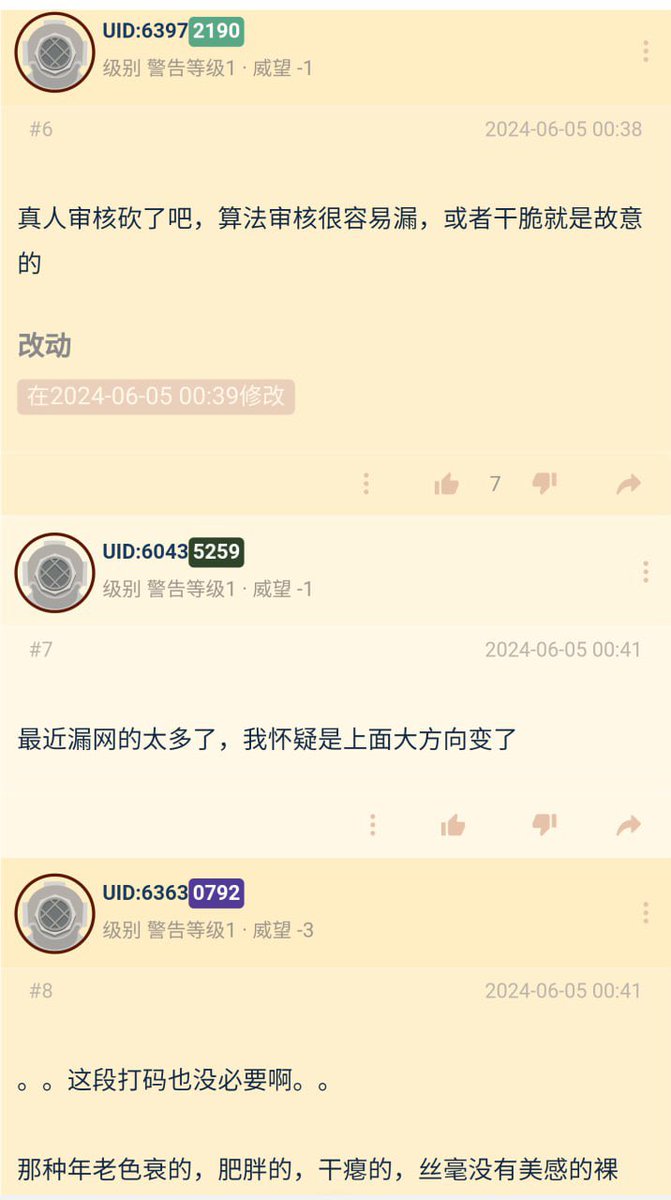 UID:63972190
级别 警告等级1 · 威望 -1
#6
2024-06-05 00:38
真人审核砍了吧，算法审核很容易漏，或者干脆就是故意
的
改动
在2024-06-05 00:39修改
7
UID:60435259
级别 警告等级1 · 威望 -1
#7
2024-06-05 00:41
最近漏网的太多了，我怀疑是上面大方向变了
UID:63630792
级别 警告等级1 · 威望 -3
#8
2024-06-05 00:41
。。这段打码也没必要啊。。
那种年老色衰的，肥胖的，干瘪的，丝毫没有美感的裸